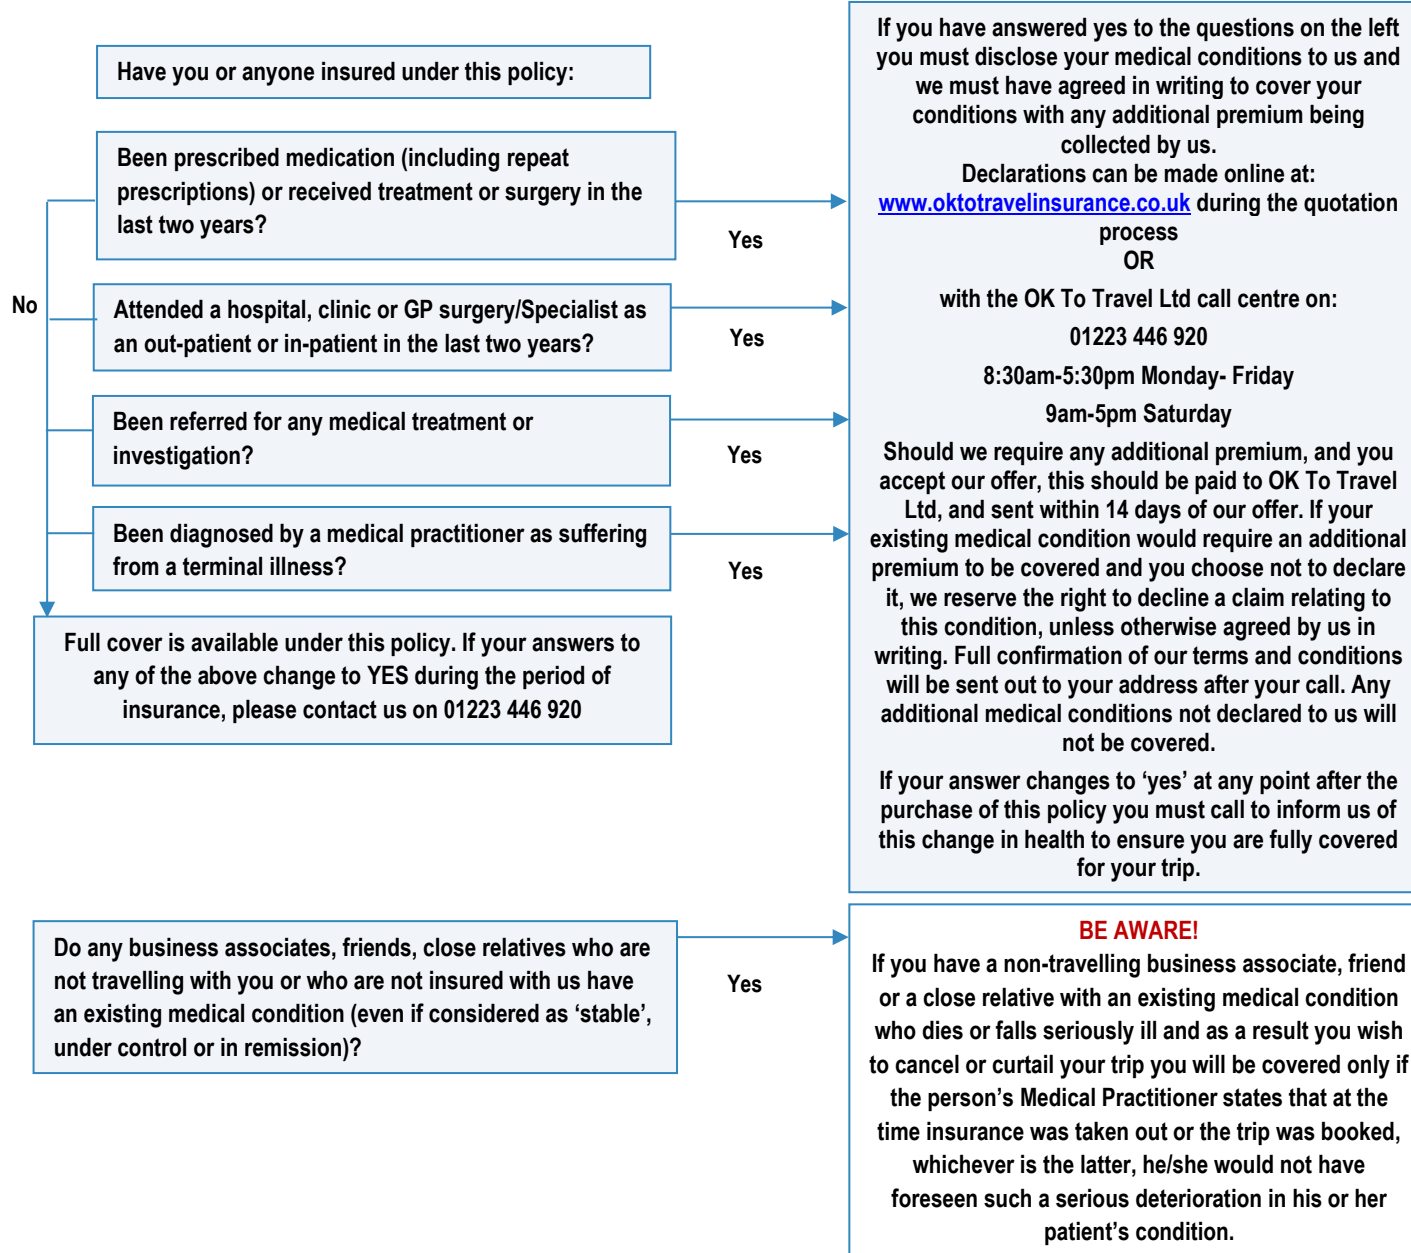 Have you or anyone insured under this policy:
Been prescribed medication (including repeat
prescriptions) or received treatment or surgery in the
last two years?
Yes
No
Attended a hospital, clinic or GP surgery/Specialist as
an out-patient or in-patient in the last two years?
Yes
Been referred for any medical treatment or
investigation?
Yes
Been diagnosed by a medical practitioner as suffering
from a terminal illness?
Yes
Full cover is available under this policy. If your answers to
any of the above change to YES during the period of
insurance, please contact us on 01223 446 920
If you have answered yes to the questions on the left
you must disclose your medical conditions to us and
we must have agreed in writing to cover your
conditions with any additional premium being
collected by us.
Declarations can be made online at:
www.oktotravelinsurance.co.uk during the quotation
process
OR
with the OK To Travel Ltd call centre on:
01223 446 920
8:30am-5:30pm Monday- Friday
9am-5pm Saturday
Should we require any additional premium, and you
accept our offer, this should be paid to OK To Travel
Ltd, and sent within 14 days of our offer. If your
existing medical condition would require an additional
premium to be covered and you choose not to declare
it, we reserve the right to decline a claim relating to
this condition, unless otherwise agreed by us in
writing. Full confirmation of our terms and conditions
will be sent out to your address after your call. Any
additional medical conditions not declared to us will
not be covered.
If your answer changes to ‘yes’ at any point after the
purchase of this policy you must call to inform us of
this change in health to ensure you are fully covered
for your trip.
Do any business associates, friends, close relatives who are
not travelling with you or who are not insured with us have
an existing medical condition (even if considered as ‘stable’,
under control or in remission)?
Yes
BE AWARE!
If you have a non-travelling business associate, friend
or a close relative with an existing medical condition
who dies or falls seriously ill and as a result you wish
to cancel or curtail your trip you will be covered only if
the person’s Medical Practitioner states that at the
time insurance was taken out or the trip was booked,
whichever is the latter, he/she would not have
foreseen such a serious deterioration in his or her
patient’s condition.